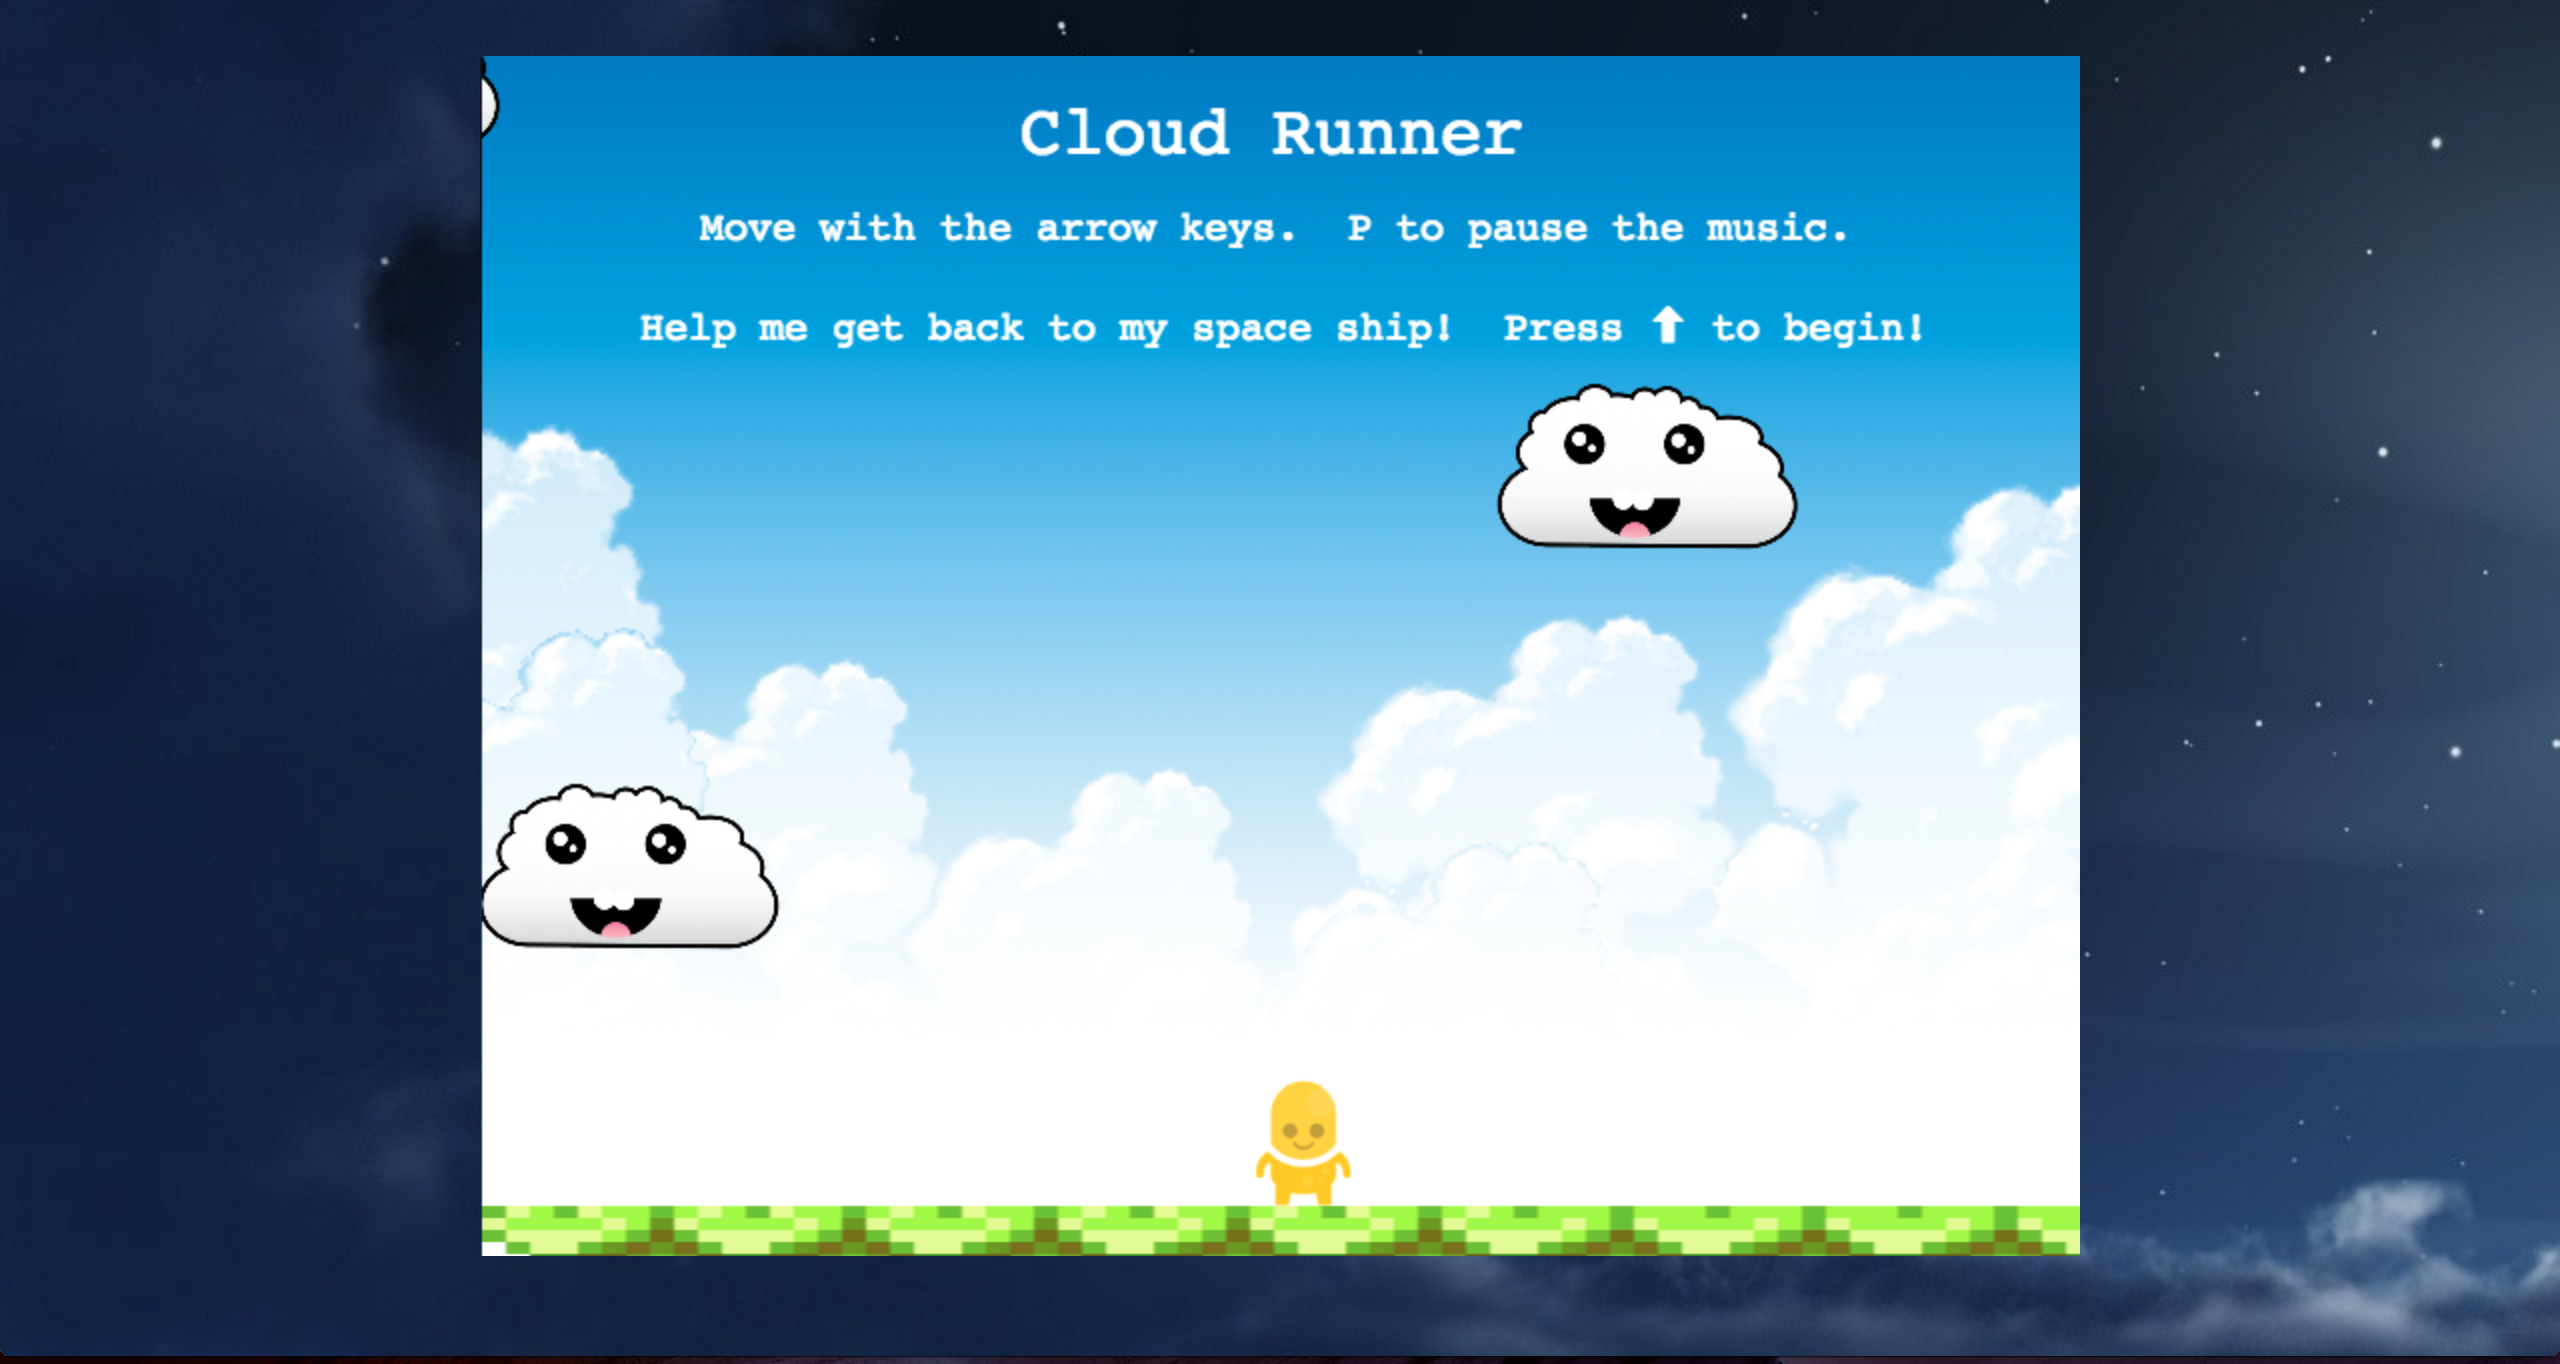 Cloud Runner
Move with the arrow keys.  P to pause the music.
Help me get back to my space ship!  Press ⬆ to begin!